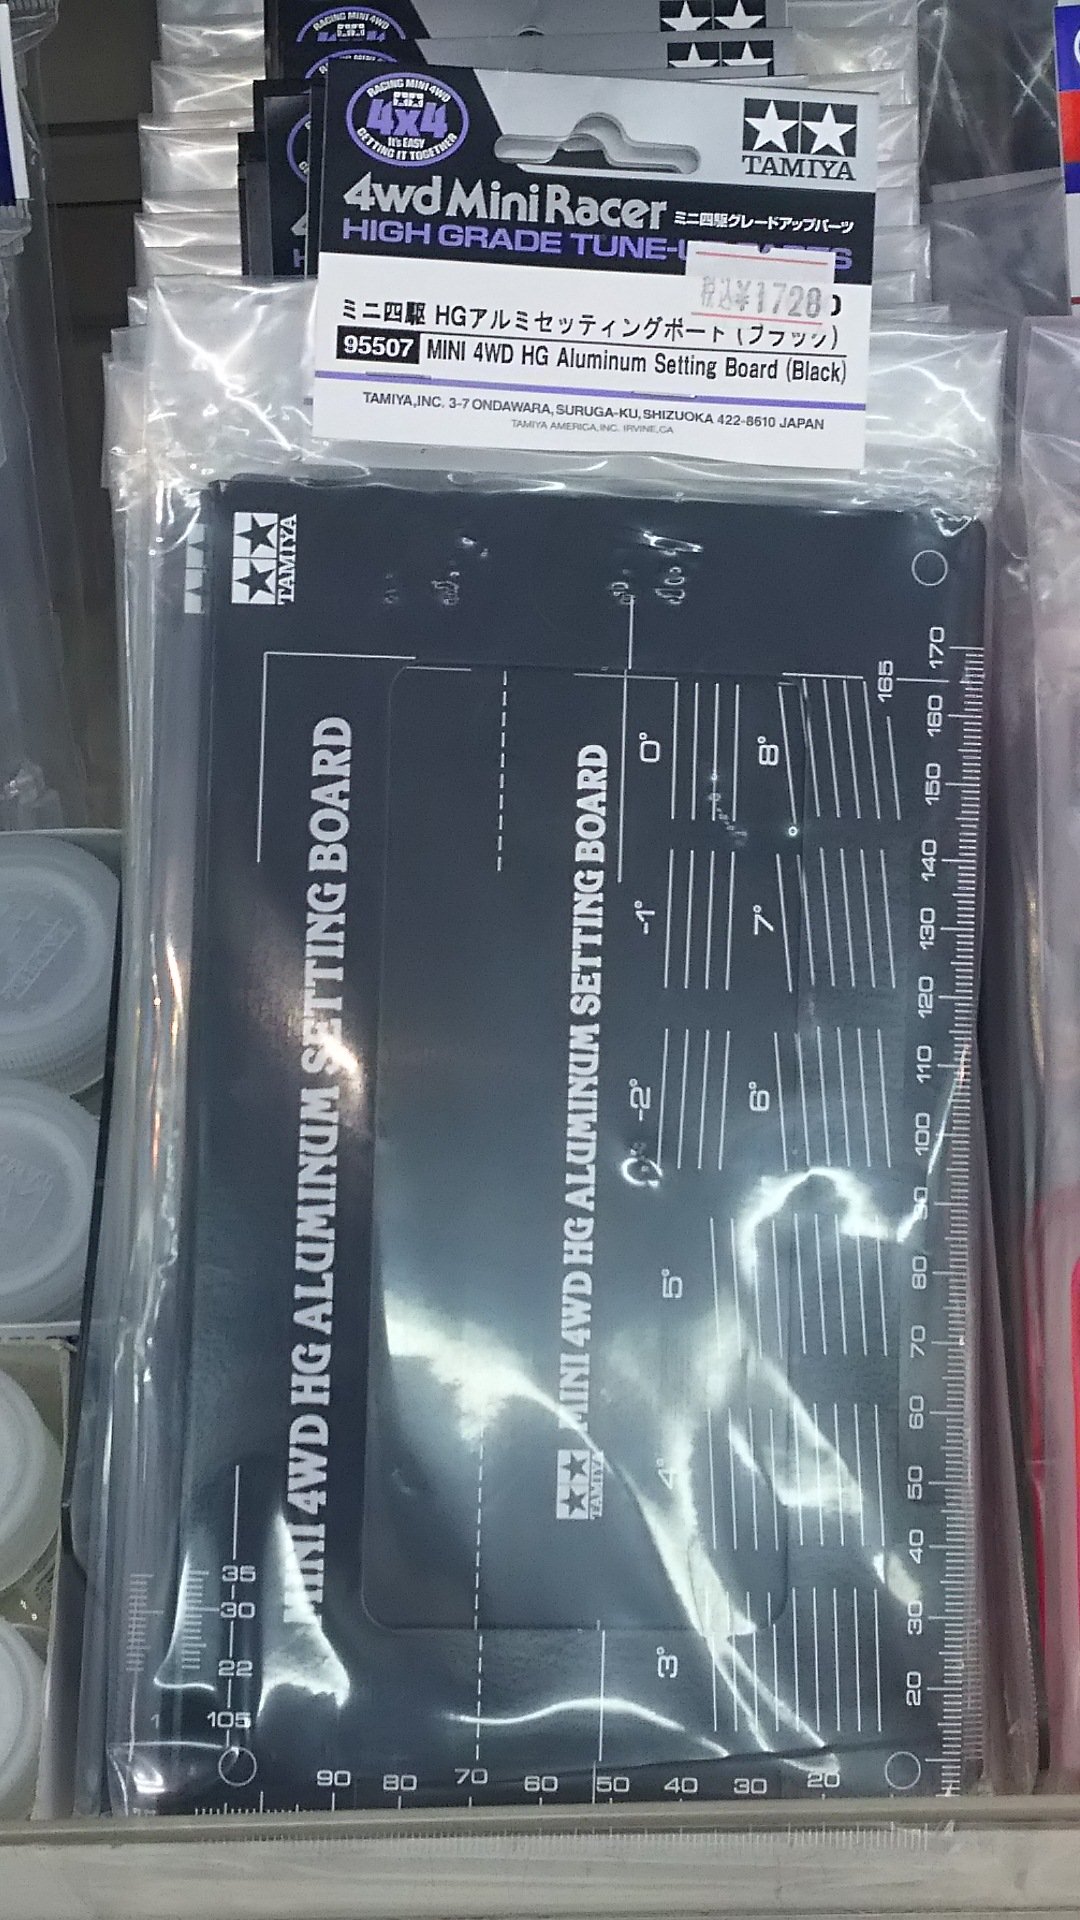 RACING MINI 4WD
4x4
It's EASY
GETTING IT TOGETHER
TAMIYA
4wd Mini Racer ミニ四駆グレードアップパーツ
HIGH GRADE TUNE-UP PARTS
税込¥1728
ミニ四駆 HGアルミセッティングボード (ブラック)
95507 MINI 4WD HG Aluminum Setting Board (Black)
TAMIYA,INC. 3-7 ONDAWARA, SURUGA-KU, SHIZUOKA 422-8610 JAPAN
TAMIYA AMERICA, INC. IRVINE, CA
TAMIYA
MINI 4WD HG ALUMINUM SETTING BOARD
TAMIYA MINI 4WD HG ALUMINUM SETTING BOARD
0° 8°
-1° 7°
-2° 6°
5°
4°
3°
170
165
160
150
140
130
120
110
100
90
80
70
60
50
40
30
20
35
30
22
105
90 80 70 60 50 40 30 20